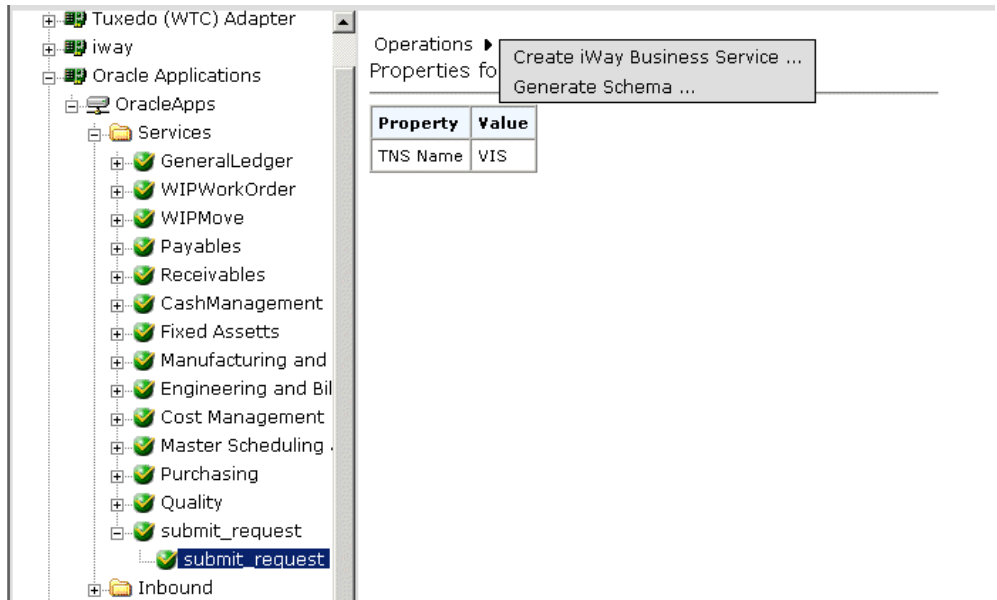 Tuxedo (WTC) Adapter
iway
Oracle Applications
OracleApps
Services
GeneralLedger
WIPWorkOrder
WIPMove
Payables
Receivables
CashManagement
Fixed Assetts
Manufacturing and
Engineering and Bil
Cost Management
Master Scheduling
Purchasing
Quality
submit_request
submit_request
Inbound
Operations
Create iWay Business Service ...
Properties fo
Generate Schema ...
Property Value
TNS Name VIS